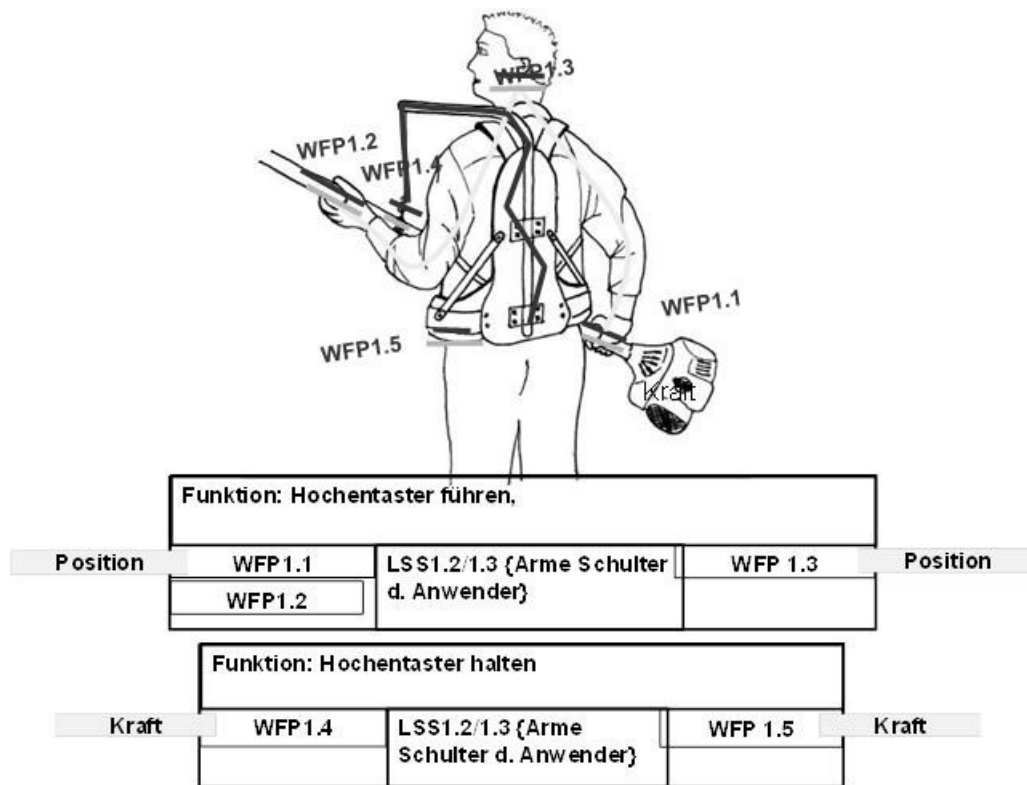 WFP1.3
WFP1.2
WFP1.4
WFP1.1
WFP1.5
Kraft
Funktion: Hochentaster führen,
Position WFP1.1 LSS1.2/1.3 {Arme Schulter WFP 1.3 Position
WFP1.2 d. Anwender}
Funktion: Hochentaster halten
Kraft WFP1.4 LSS1.2/1.3 {Arme WFP 1.5 Kraft
Schulter d. Anwender}